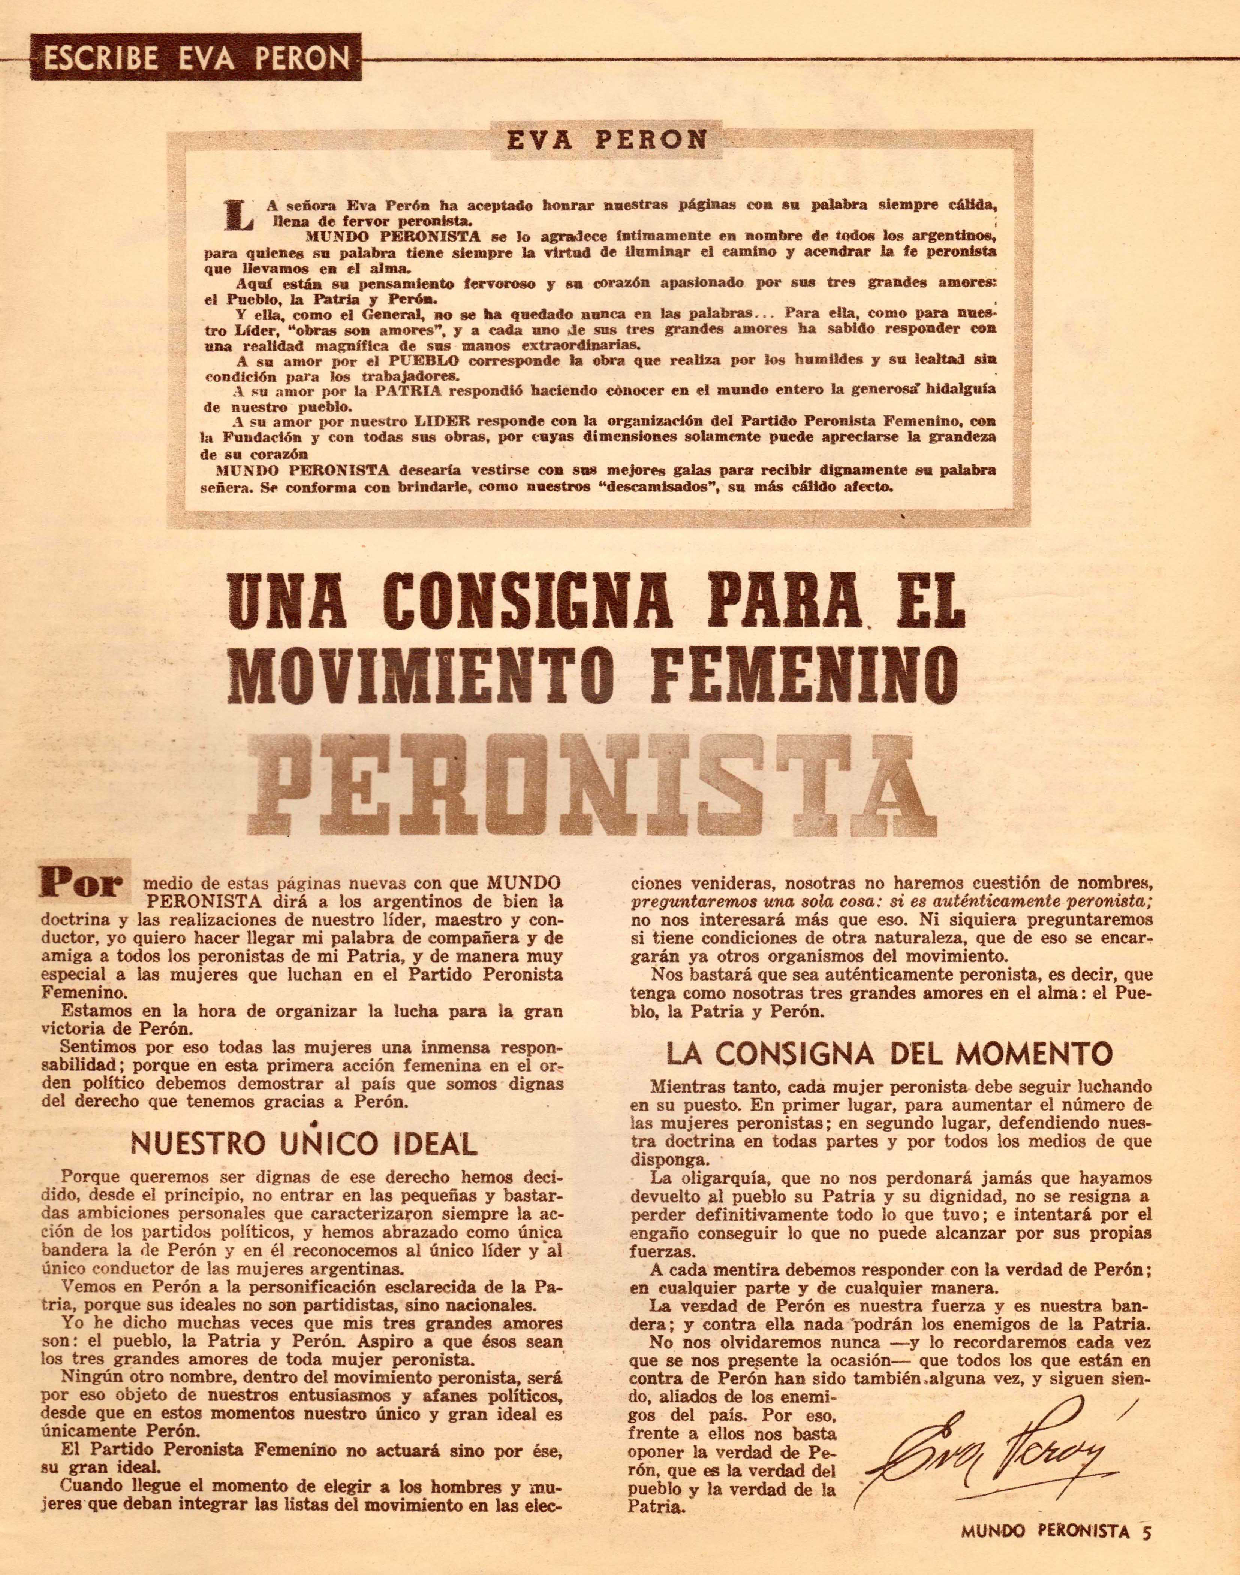 ESCRIBE EVA PERON
EVA PERON
LA señora Eva Perón ha aceptado honrar nuestras páginas con su palabra siempre cálida,
llena de fervor peronista.
MUNDO PERONISTA se lo agradece íntimamente en nombre de todos los argentinos,
para quienes su palabra tiene siempre la virtud de iluminar el camino y acendrar la fe peronista
que llevamos en el alma.
Aquí están su pensamiento fervoroso y su corazón apasionado por sus tres grandes amores:
el Pueblo, la Patria y Perón.
Y ella, como el General, no se ha quedado nunca en las palabras... Para ella, como para nues-
tro Líder, "obras son amores", y a cada uno de sus tres grandes amores ha sabido responder con
una realidad magnífica de sus manos extraordinarias.
A su amor por el PUEBLO corresponde la obra que realiza por los humildes y su lealtad sin
condición para los trabajadores.
A su amor por la PATRIA respondió haciendo conocer en el mundo entero la generosa hidalguía
de nuestro pueblo.
A su amor por nuestro LIDER responde con la organización del Partido Peronista Femenino, con
la Fundación y con todas sus obras, por cuyas dimensiones solamente puede apreciarse la grandeza
de su corazón
MUNDO PERONISTA desearía vestirse con sus mejores galas para recibir dignamente su palabra
señera. Se conforma con brindarle, como nuestros "descamisados", su más cálido afecto.
UNA CONSIGNA PARA EL
MOVIMIENTO FEMENINO
PERONISTA
Por medio de estas páginas nuevas con que MUNDO
PERONISTA dirá a los argentinos de bien la
doctrina y las realizaciones de nuestro líder, maestro y con-
ductor, yo quiero hacer llegar mi palabra de compañera y de
amiga a todos los peronistas de mi Patria, y de manera muy
especial a las mujeres que luchan en el Partido Peronista
Femenino.
Estamos en la hora de organizar la lucha para la gran
victoria de Perón.
Sentimos por eso todas las mujeres una inmensa respon-
sabilidad; porque en esta primera acción femenina en el or-
den político debemos demostrar al país que somos dignas
del derecho que tenemos gracias a Perón.
NUESTRO UNICO IDEAL
Porque queremos ser dignas de ese derecho hemos deci-
dido, desde el principio, no entrar en las pequeñas y bastar-
das ambiciones personales que caracterizaron siempre la ac-
ción de los partidos políticos, y hemos abrazado como única
bandera la de Perón y en él reconocemos al único líder y al
único conductor de las mujeres argentinas.
Vemos en Perón a la personificación esclarecida de la Pa-
tria, porque sus ideales no son partidistas, sino nacionales.
Yo he dicho muchas veces que mis tres grandes amores
son: el pueblo, la Patria y Perón. Aspiro a que ésos sean
los tres grandes amores de toda mujer peronista.
Ningún otro nombre, dentro del movimiento peronista, será
por eso objeto de nuestros entusiasmos y afanes políticos,
desde que en estos momentos nuestro único y gran ideal es
únicamente Perón.
El Partido Peronista Femenino no actuará sino por ése,
su gran ideal.
Cuando llegue el momento de elegir a los hombres y mu-
jeres que deban integrar las listas del movimiento en las elec-
ciones venideras, nosotras no haremos cuestión de nombres,
preguntaremos una sola cosa: si es auténticamente peronista;
no nos interesará más que eso. Ni siquiera preguntaremos
si tiene condiciones de otra naturaleza, que de eso se encar-
garán ya otros organismos del movimiento.
Nos bastará que sea auténticamente peronista, es decir, que
tenga como nosotras tres grandes amores en el alma: el Pue-
blo, la Patria y Perón.
LA CONSIGNA DEL MOMENTO
Mientras tanto, cada mujer peronista debe seguir luchando
en su puesto. En primer lugar, para aumentar el número de
las mujeres peronistas; en segundo lugar, defendiendo nues-
tra doctrina en todas partes y por todos los medios de que
disponga.
La oligarquía, que no nos perdonará jamás que hayamos
devuelto al pueblo su Patria y su dignidad, no se resigna a
perder definitivamente todo lo que tuvo; e intentará por el
engaño conseguir lo que no puede alcanzar por sus propias
fuerzas.
A cada mentira debemos responder con la verdad de Perón;
en cualquier parte y de cualquier manera.
La verdad de Perón es nuestra fuerza y es nuestra ban-
dera; y contra ella nada podrán los enemigos de la Patria.
No nos olvidaremos nunca —y lo recordaremos cada vez
que se nos presente la ocasión— que todos los que están en
contra de Perón han sido también alguna vez, y siguen sien-
do, aliados de los enemi-
gos del país. Por eso,
frente a ellos nos basta
oponer la verdad de Pe-
rón, que es la verdad del
pueblo y la verdad de la
Patria.
Eva Perón
MUNDO PERONISTA 5